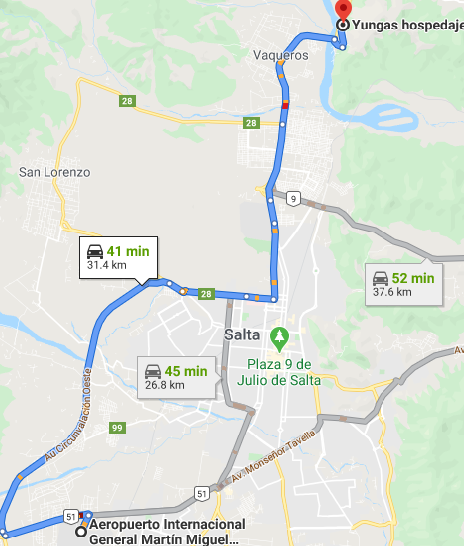 Yungas hospedaje
Vaqueros
28
28
San Lorenzo
9
41 min
31.4 km
52 min
37.6 km
28
Salta
Plaza 9 de
Julio de Salta
45 min
26.8 km
Av.
Au Circunvalación Oeste
99
Av. Monseñor Tavella
51
51
Aeropuerto Internacional
General Martín Miguel...